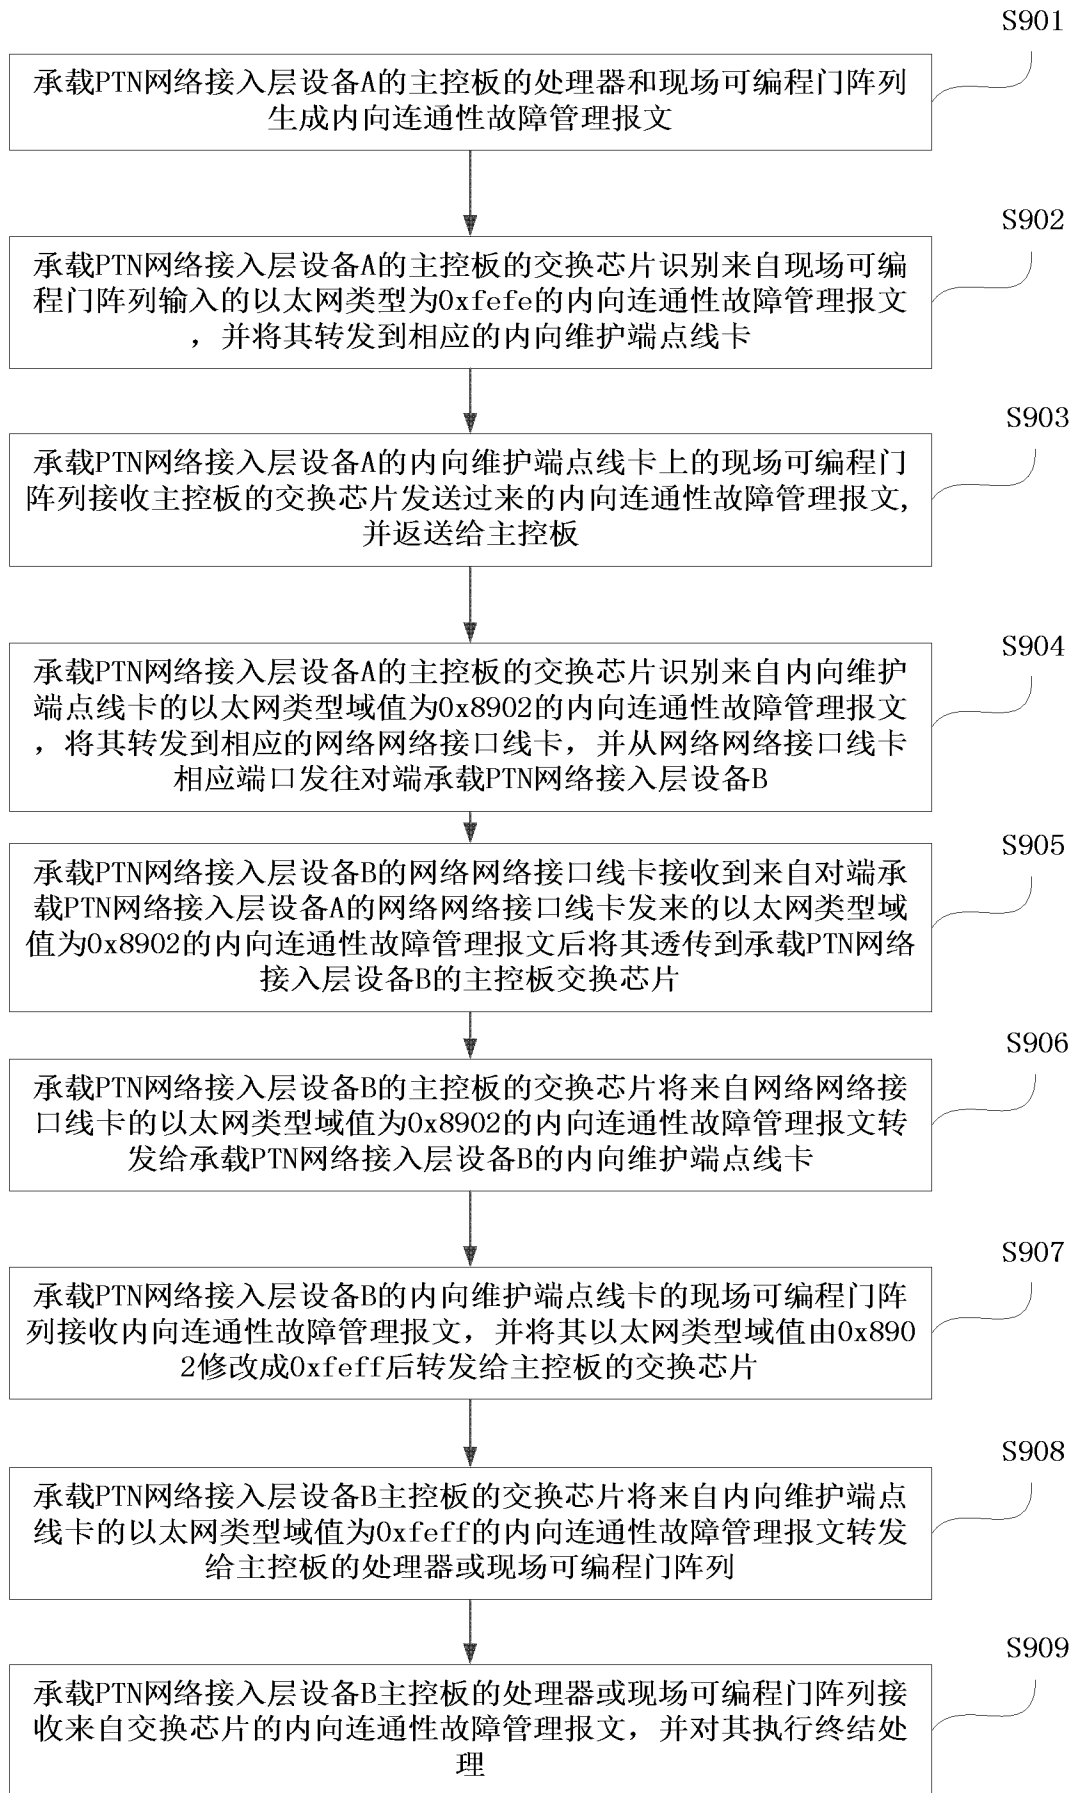 S901
承载PTN网络接入层设备A的主控板的处理器和现场可编程门阵列
生成内向连通性故障管理报文
S902
承载PTN网络接入层设备A的主控板的交换芯片识别来自现场可编
程门阵列输入的以太网类型为0xfefe的内向连通性故障管理报文
，并将其转发到相应的内向维护端点线卡
S903
承载PTN网络接入层设备A的内向维护端点线卡上的现场可编程门
阵列接收主控板的交换芯片发送过来的内向连通性故障管理报文,
并返送给主控板
S904
承载PTN网络接入层设备A的主控板的交换芯片识别来自内向维护
端点线卡的以太网类型域值为0x8902的内向连通性故障管理报文
，将其转发到相应的网络网络接口线卡，并从网络网络接口线卡
相应端口发往对端承载PTN网络接入层设备B
S905
承载PTN网络接入层设备B的网络网络接口线卡接收到来自对端承
载PTN网络接入层设备A的网络网络接口线卡发来的以太网类型域
值为0x8902的内向连通性故障管理报文后将其透传到承载PTN网络
接入层设备B的主控板交换芯片
S906
承载PTN网络接入层设备B的主控板的交换芯片将来自网络网络接
口线卡的以太网类型域值为0x8902的内向连通性故障管理报文转
发给承载PTN网络接入层设备B的内向维护端点线卡
S907
承载PTN网络接入层设备B的内向维护端点线卡的现场可编程门阵
列接收内向连通性故障管理报文，并将其以太网类型域值由0x890
2修改成0xfeff后转发给主控板的交换芯片
S908
承载PTN网络接入层设备B主控板的交换芯片将来自内向维护端点
线卡的以太网类型域值为0xfeff的内向连通性故障管理报文转发
给主控板的处理器或现场可编程门阵列
S909
承载PTN网络接入层设备B主控板的处理器或现场可编程门阵列接
收来自交换芯片的内向连通性故障管理报文，并对其执行终结处
理